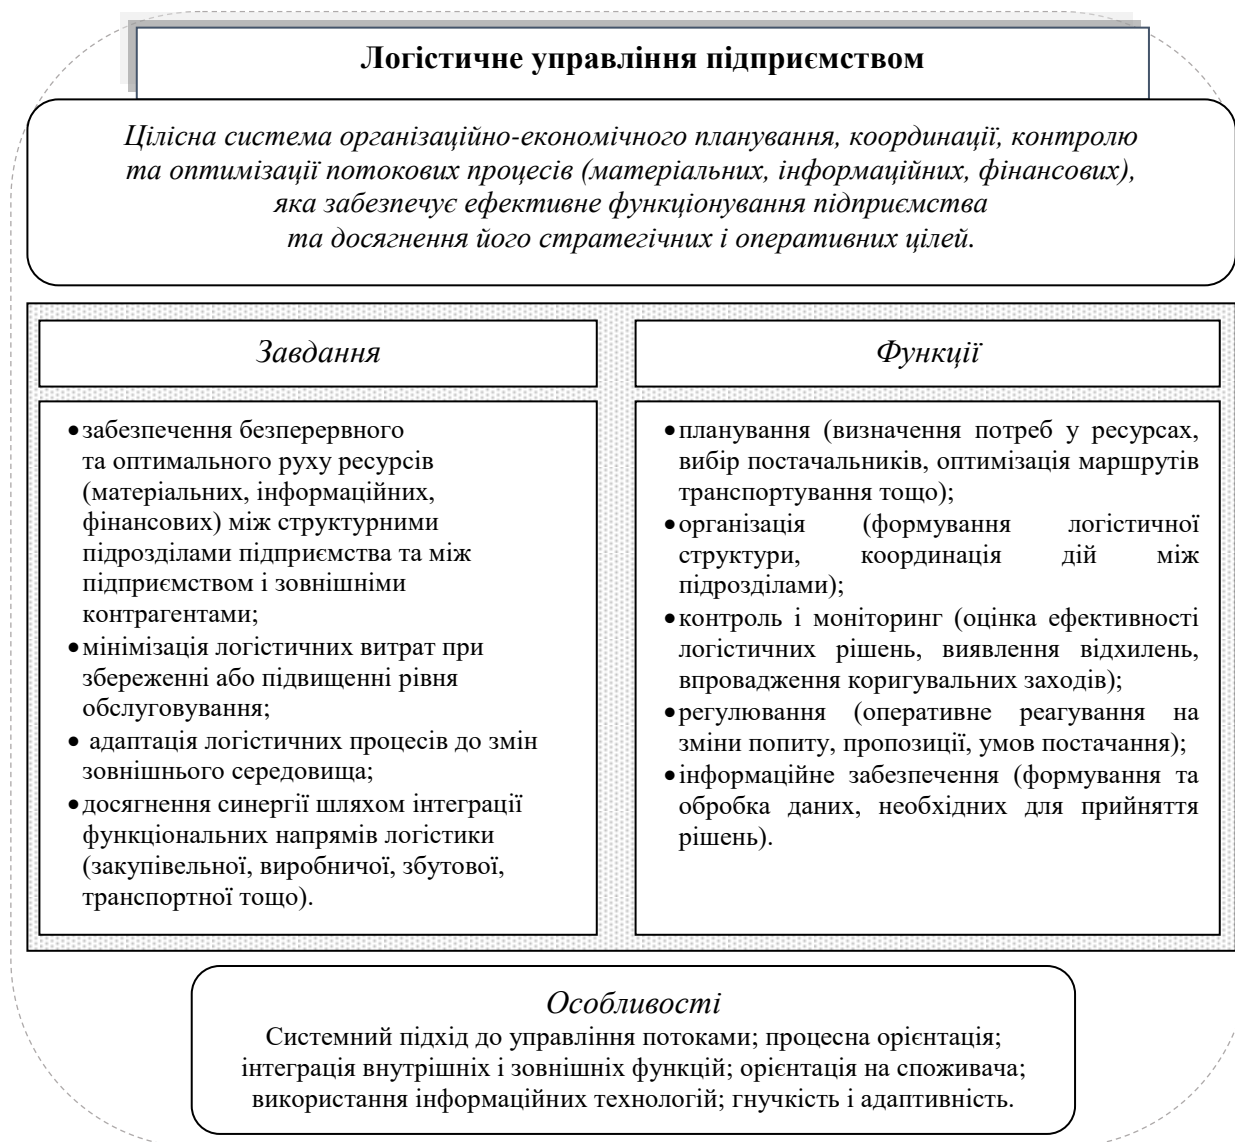 Логістичне управління підприємством
Цілісна система організаційно-економічного планування, координації, контролю
та оптимізації потокових процесів (матеріальних, інформаційних, фінансових),
яка забезпечує ефективне функціонування підприємства
та досягнення його стратегічних і оперативних цілей.
Завдання
•забезпечення безперервного
та оптимального руху ресурсів
(матеріальних, інформаційних,
фінансових) між структурними
підрозділами підприємства та між
підприємством і зовнішніми
контрагентами;
•мінімізація логістичних витрат при
збереженні або підвищенні рівня
обслуговування;
• адаптація логістичних процесів до змін
зовнішнього середовища;
•досягнення синергії шляхом інтеграції
функціональних напрямів логістики
(закупівельної, виробничої, збутової,
транспортної тощо).
Функції
•планування (визначення потреб у ресурсах,
вибір постачальників, оптимізація маршрутів
транспортування тощо);
•організація (формування логістичної
структури, координація дій між
підрозділами);
•контроль і моніторинг (оцінка ефективності
логістичних рішень, виявлення відхилень,
впровадження коригувальних заходів);
•регулювання (оперативне реагування на
зміни попиту, пропозиції, умов постачання);
•інформаційне забезпечення (формування та
обробка даних, необхідних для прийняття
рішень).
Особливості
Системний підхід до управління потоками; процесна орієнтація;
інтеграція внутрішніх і зовнішніх функцій; орієнтація на споживача;
використання інформаційних технологій; гнучкість і адаптивність.